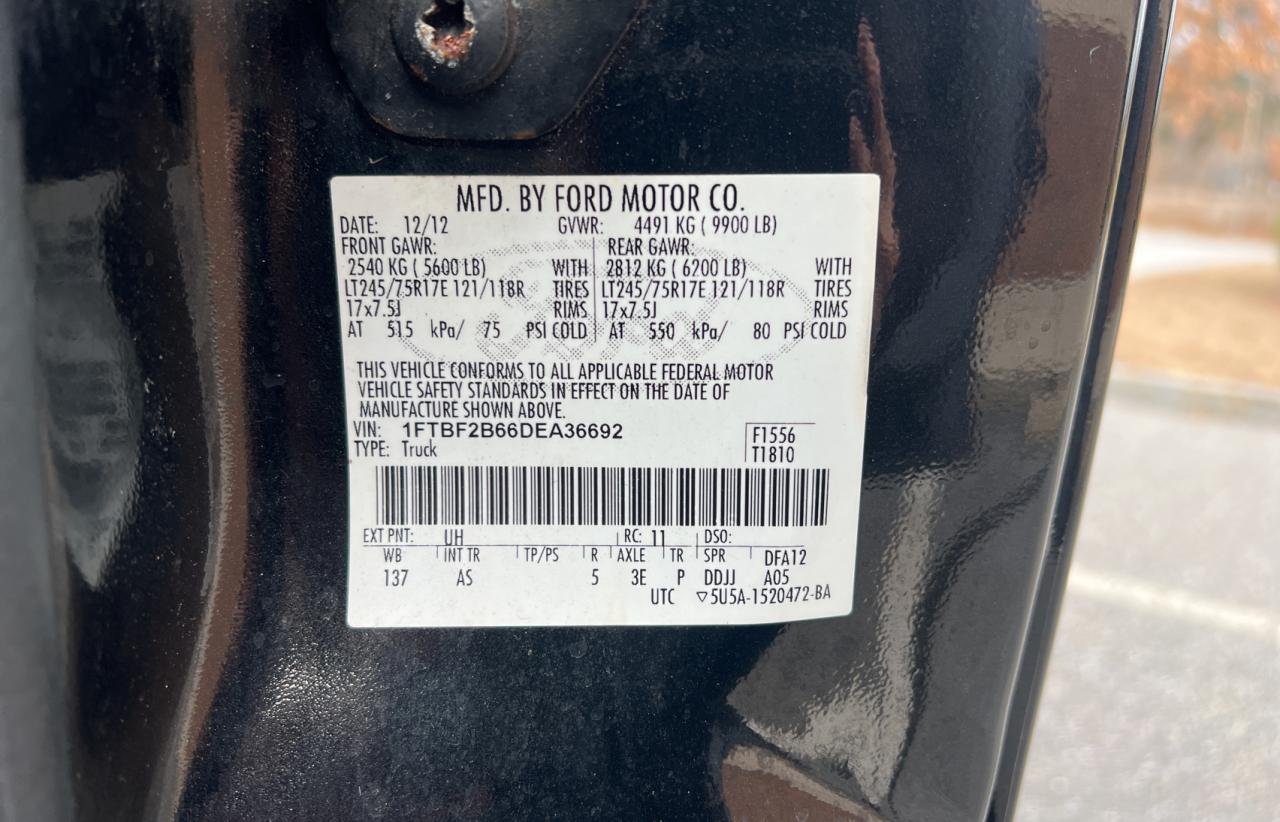 MFD. BY FORD MOTOR CO.
DATE: 12/12 GVWR: 4491 KG ( 9900 LB)
FRONT GAWR: REAR GAWR:
2540 KG ( 5600 LB) WITH 2812 KG ( 6200 LB) WITH
LT245/75R17E 121/118R TIRES LT245/75R17E 121/118R TIRES
17x7.5J RIMS 17x7.5J RIMS
AT 515 kPa/ 75 PSI COLD AT 550 kPa/ 80 PSI COLD
THIS VEHICLE CONFORMS TO ALL APPLICABLE FEDERAL MOTOR
VEHICLE SAFETY STANDARDS IN EFFECT ON THE DATE OF
MANUFACTURE SHOWN ABOVE.
VIN: 1FTBF2B66DEA36692 F1556
TYPE: Truck T1810
EXT PNT: UH RC: 11 DSO:
WB INT TR TP/PS R AXLE TR SPR DFA12
137 AS 5 3E P DDJJ A05
UTC ▽5U5A-1520472-BA